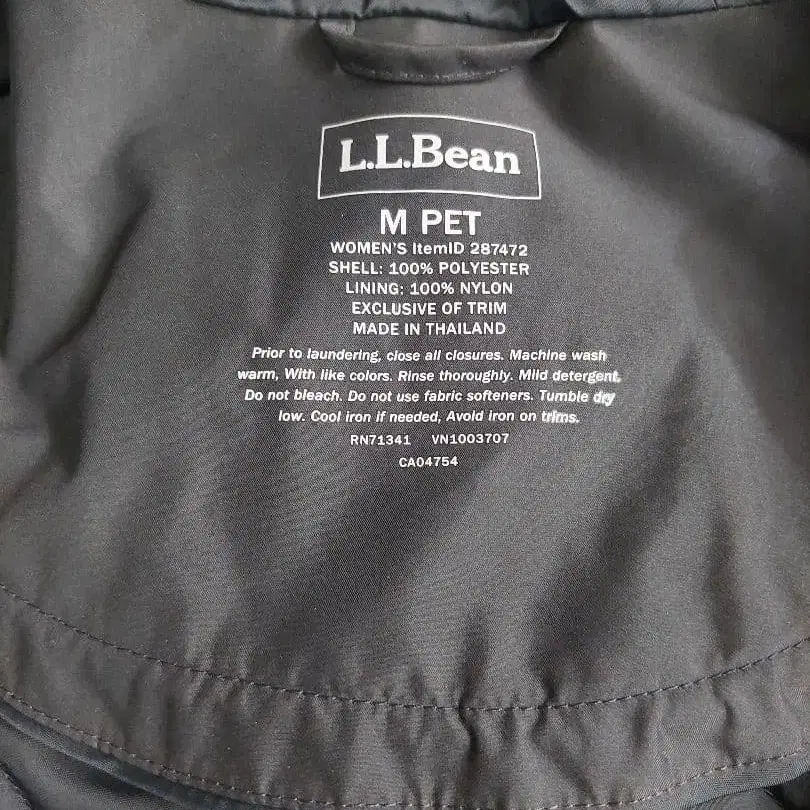 L.L.Bean
M PET
WOMEN'S ItemID 287472
SHELL: 100% POLYESTER
LINING: 100% NYLON
EXCLUSIVE OF TRIM
MADE IN THAILAND
Prior to laundering, close all closures. Machine wash
warm, With like colors. Rinse thoroughly. Mild detergent.
Do not bleach. Do not use fabric softeners. Tumble dry
low. Cool iron if needed, Avoid iron on trims.
RN71341 VN1003707
CA04754